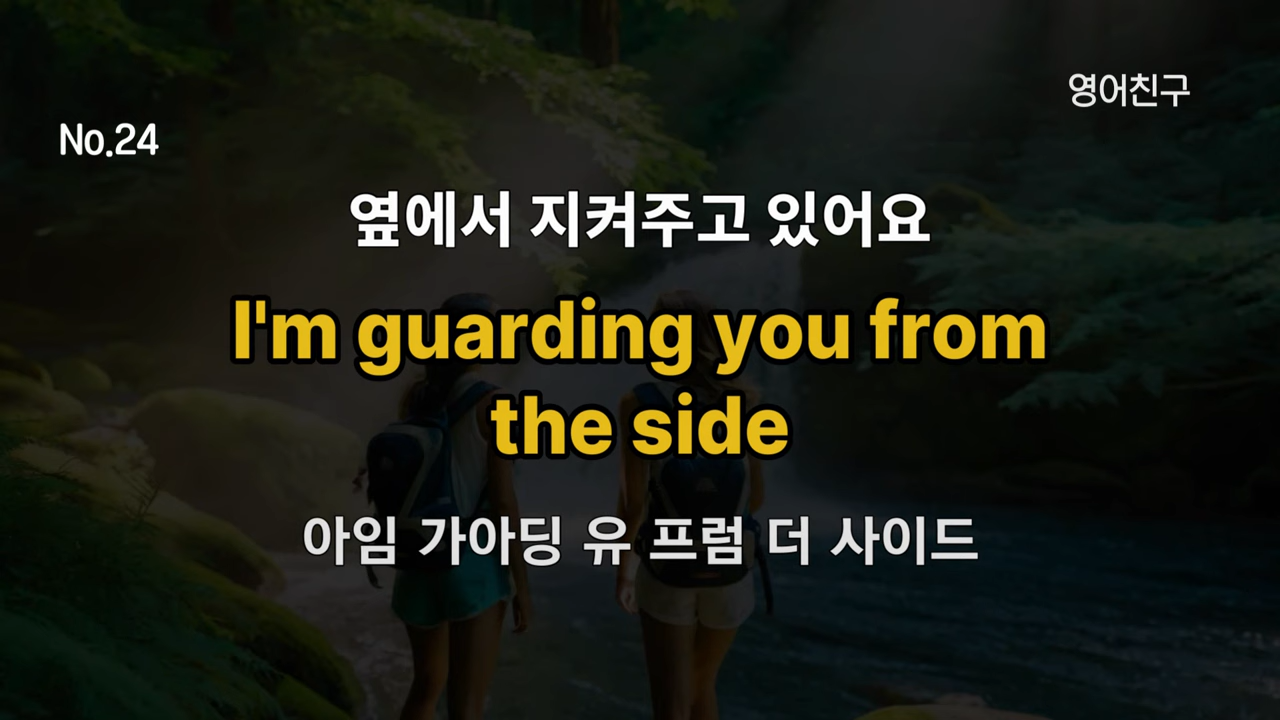 영어친구
No.24
옆에서 지켜주고 있어요
I'm guarding you from
the side
아임 가아딩 유 프럼 더 사이드